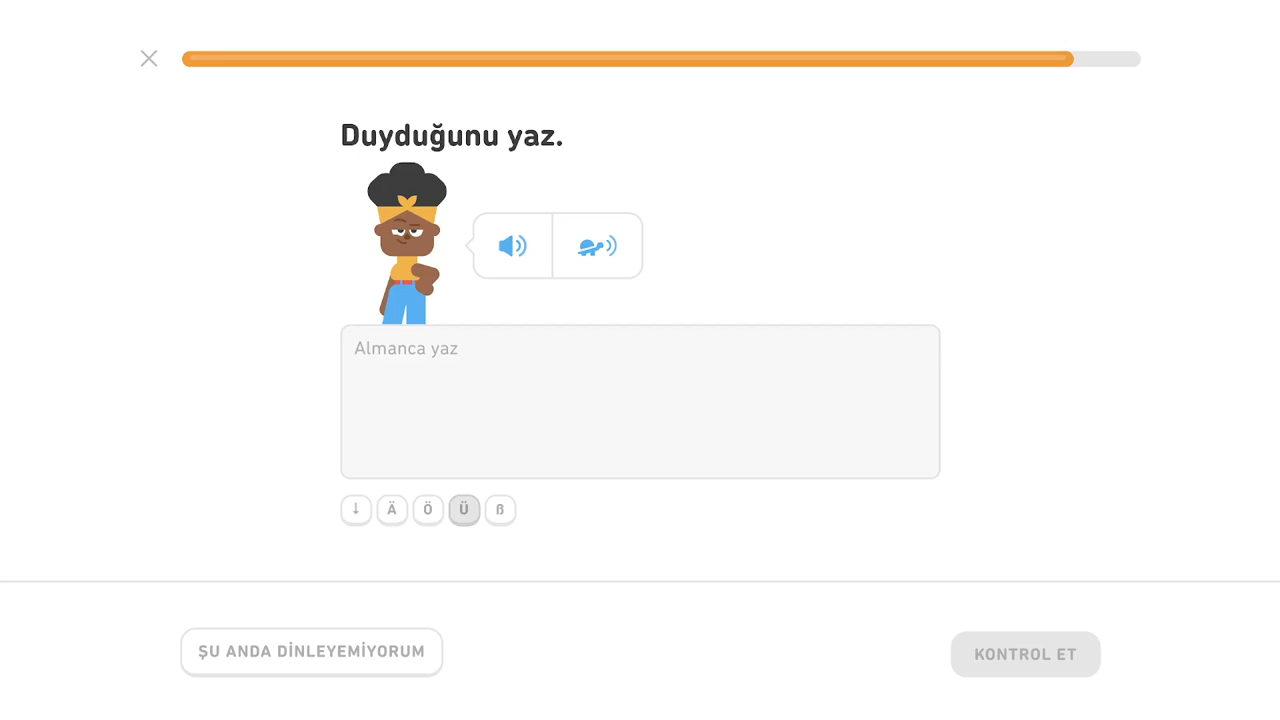 Duyduğunu yaz.
Almanca yaz
↓ Ä Ö Ü ß
ŞU ANDA DİNLEYEMİYORUM
KONTROL ET